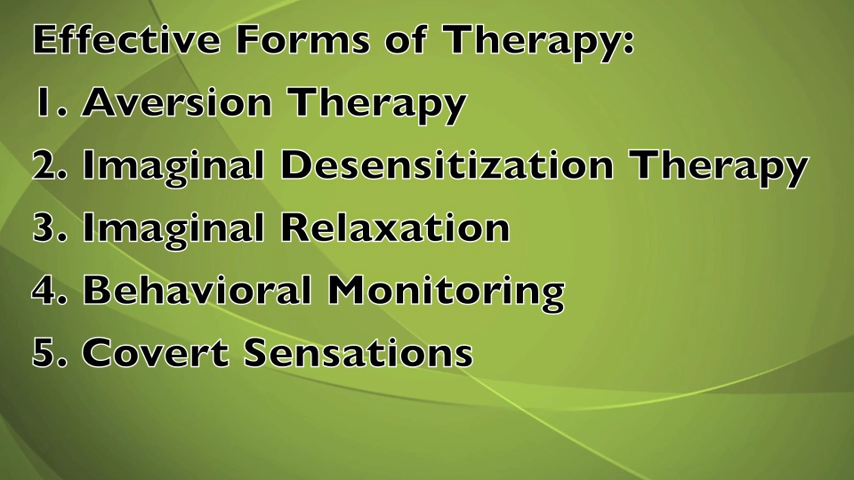 Effective Forms of Therapy:
1. Aversion Therapy
2. Imaginal Desensitization Therapy
3. Imaginal Relaxation
4. Behavioral Monitoring
5. Covert Sensations